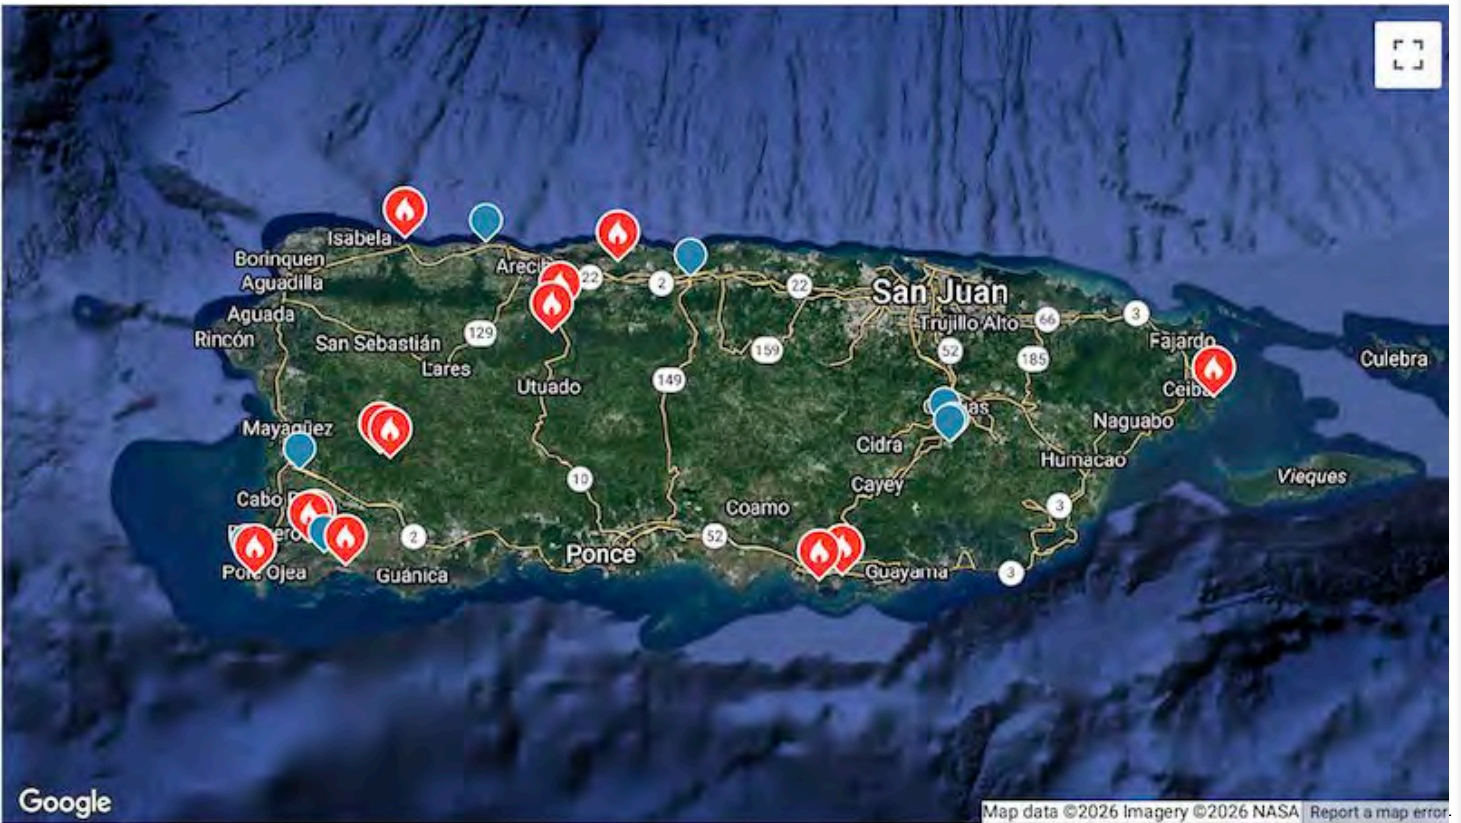 Isabela
Borinquen
Aguadilla
22
2
22
San Juan
Aguada
Trujillo Alto
66
3
Rincón
129
San Sebastián
Fajardo
159
52
185
Culebra
Lares
149
Utuado
Naguabo
Mayagüez
Cidra
Humacao
10
Cayey
Vieques
Cabo
Coamo
3
2
52
Ponce
Guánica
Guayama
3
Google
Map data ©2026 Imagery ©2026 NASA
Report a map error